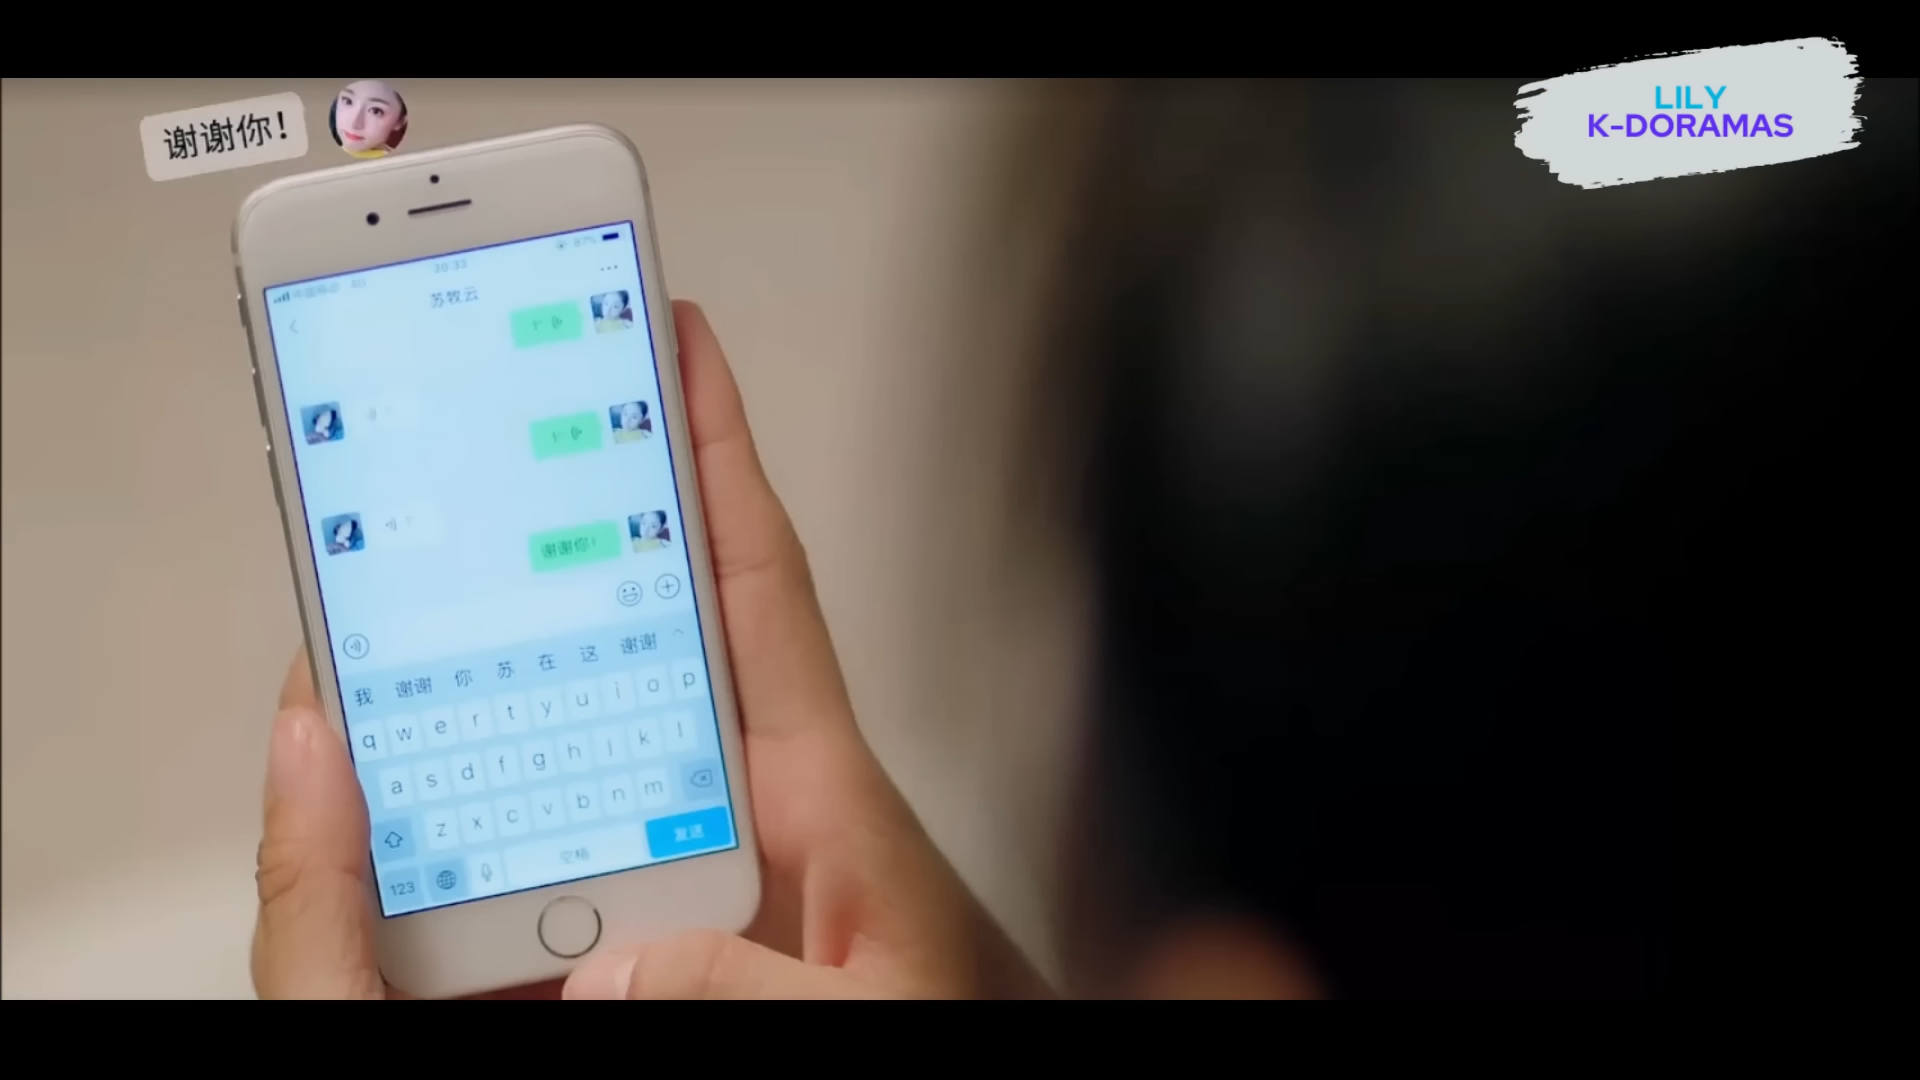 谢谢你!
LILY
K-DORAMAS
苏牧云
谢谢你!
我 谢谢 你 苏 在 这 谢谢
q w e r t y u i o p
a s d f g h j k l
z x c v b n m
123 空格 发送